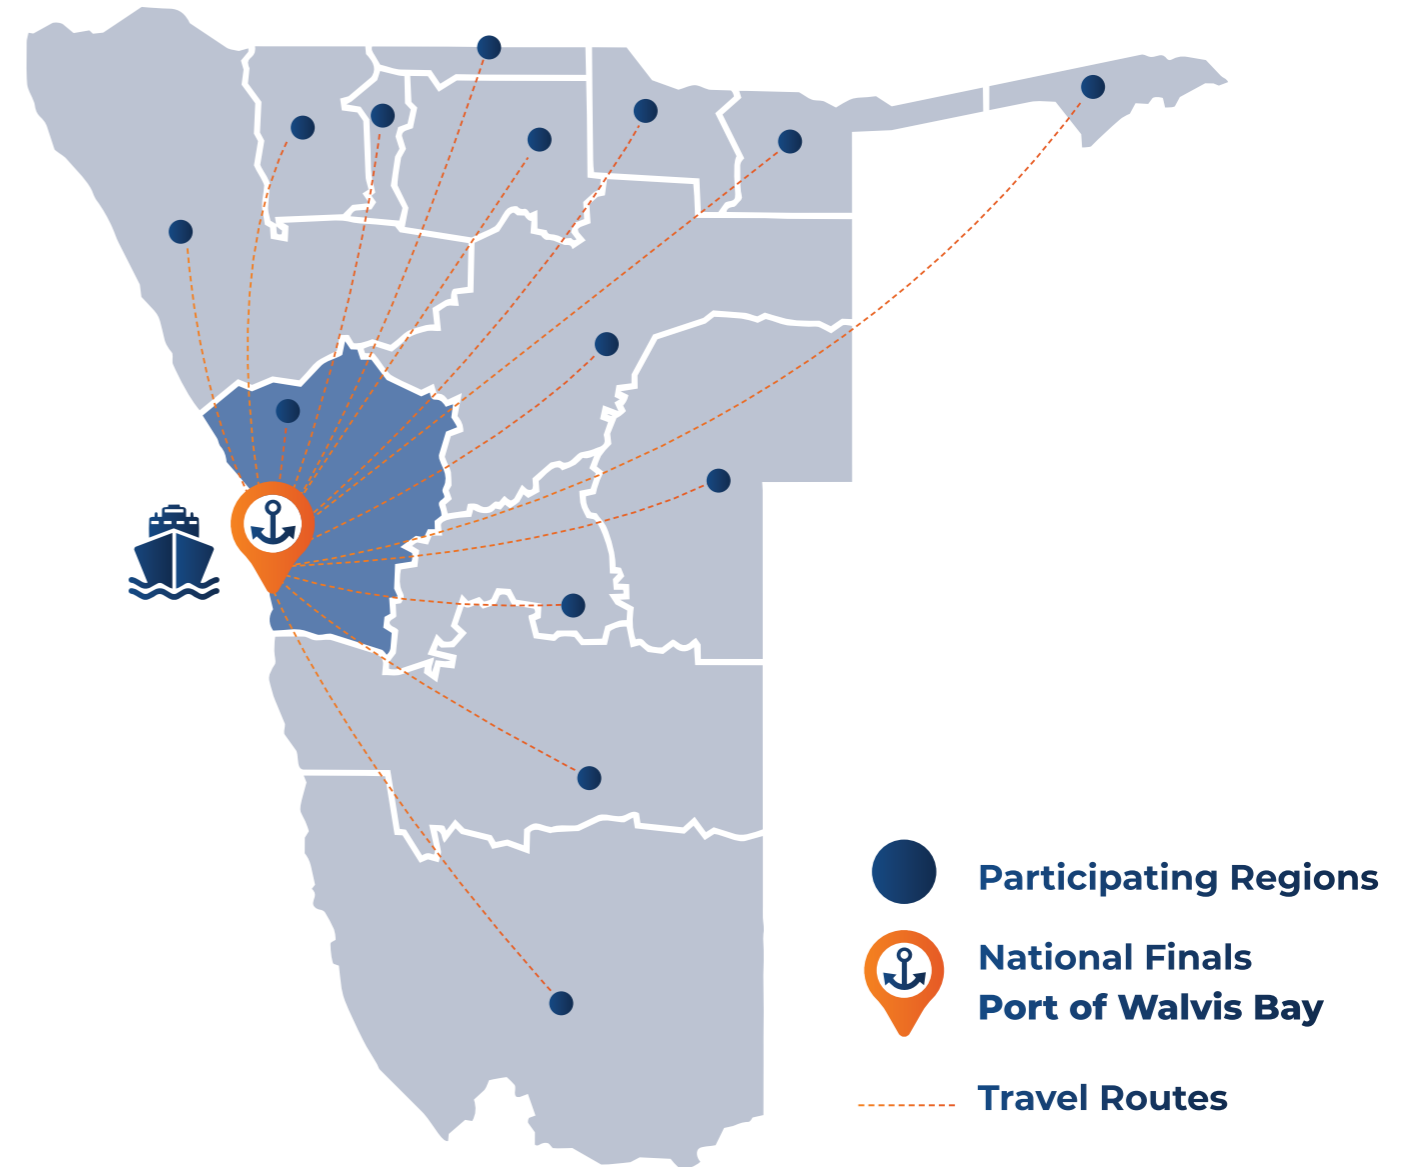 Participating Regions
National Finals
Port of Walvis Bay
Travel Routes